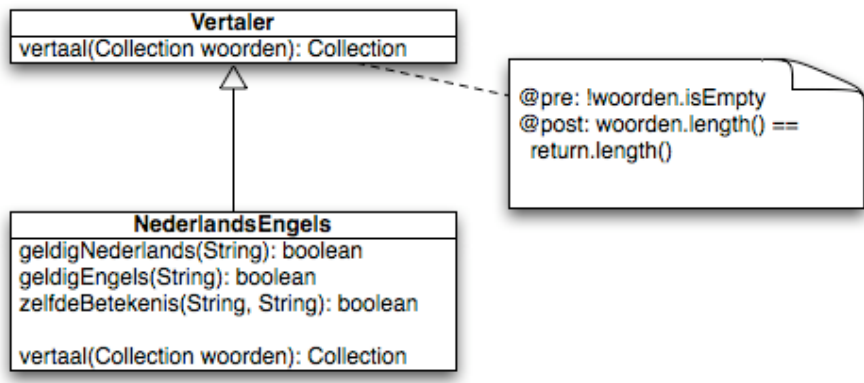 Vertaler
vertaal(Collection woorden): Collection
@pre: !woorden.isEmpty
@post: woorden.length() ==
return.length()
NederlandsEngels
geldigNederlands(String): boolean
geldigEngels(String): boolean
zelfdeBetekenis(String, String): boolean
vertaal(Collection woorden): Collection